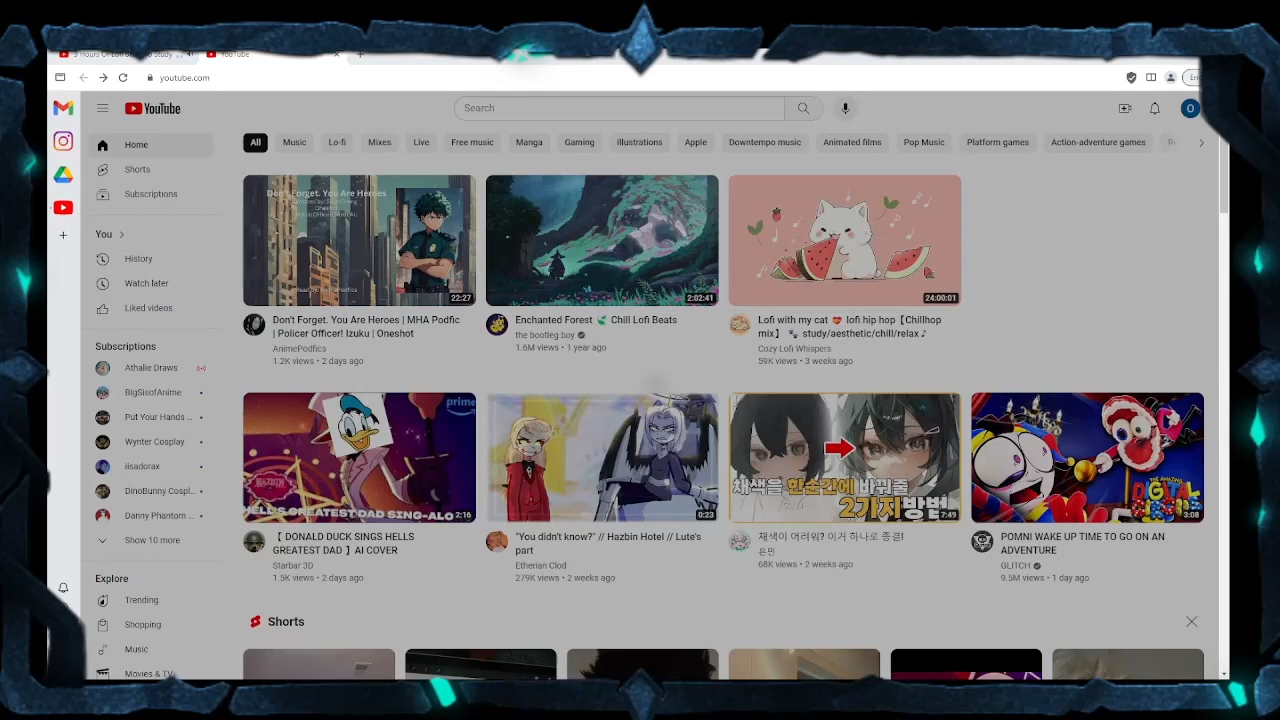 YouTube
youtube.com
YouTube
Search
Home
Shorts
Subscriptions
You
History
Watch later
Liked videos
Subscriptions
Athalie Draws
BigSisofAnime
Put Your Hands ...
Wynter Cosplay
iisadorax
DinoBunny Cospl...
Danny Phantom ...
Show 10 more
Explore
Trending
Shopping
Music
Movies & TV
All
Music
Lo-fi
Mixes
Live
Free music
Manga
Gaming
Illustrations
Apple
Downtempo music
Animated films
Pop Music
Platform games
Action-adventure games
Don't Forget. You Are Heroes
22:27
Don't Forget. You Are Heroes | MHA Podfic
| Policer Officer! Izuku | Oneshot
AnimePodfics
1.2K views • 2 days ago
2:02:41
Enchanted Forest 🍃 Chill Lofi Beats
the bootleg boy
1.6M views • 1 year ago
24:00:01
Lofi with my cat 💝 lofi hip hop【Chillhop
mix】 🐾 study/aesthetic/chill/relax ♪
Cozy Lofi Whispers
59K views • 3 weeks ago
prime
HAZBIN
HELL'S GREATEST DAD SING-ALO
2:16
【 DONALD DUCK SINGS HELLS
GREATEST DAD 】AI COVER
Starbar 3D
1.5K views • 2 days ago
0:23
"You didn't know?" // Hazbin Hotel // Lute's
part
Etherian Clod
279K views • 2 weeks ago
채색을 한순간에 바꿔줄
2가지방법
7:49
채색이 어려워? 이거 하나로 종결!
은민
68K views • 2 weeks ago
THE AMAZING
DIGITAL
3:08
POMNI WAKE UP TIME TO GO ON AN
ADVENTURE
GLITCH
9.5M views • 1 day ago
Shorts